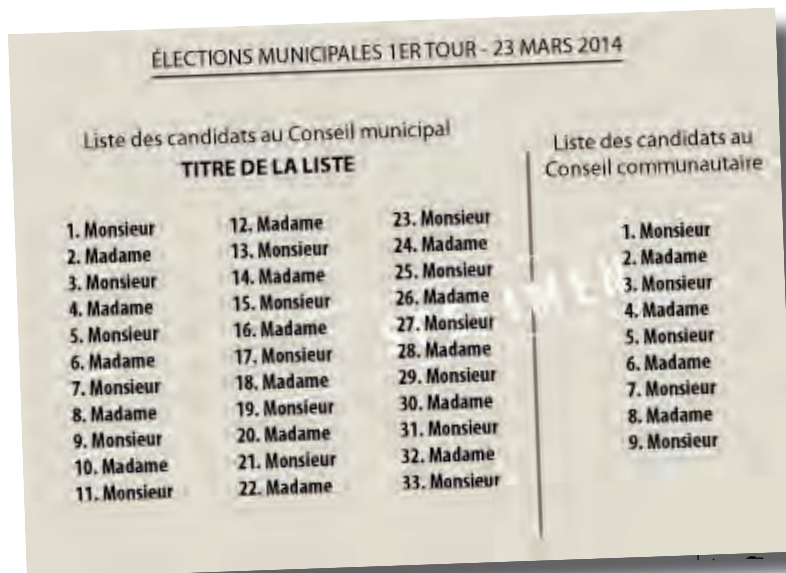 ÉLECTIONS MUNICIPALES 1ER TOUR - 23 MARS 2014
Liste des candidats au Conseil municipal
TITRE DE LA LISTE
1. Monsieur
2. Madame
3. Monsieur
4. Madame
5. Monsieur
6. Madame
7. Monsieur
8. Madame
9. Monsieur
10. Madame
11. Monsieur
12. Madame
13. Monsieur
14. Madame
15. Monsieur
16. Madame
17. Monsieur
18. Madame
19. Monsieur
20. Madame
21. Monsieur
22. Madame
23. Monsieur
24. Madame
25. Monsieur
26. Madame
27. Monsieur
28. Madame
29. Monsieur
30. Madame
31. Monsieur
32. Madame
33. Monsieur
Liste des candidats au
Conseil communautaire
1. Monsieur
2. Madame
3. Monsieur
4. Madame
5. Monsieur
6. Madame
7. Monsieur
8. Madame
9. Monsieur